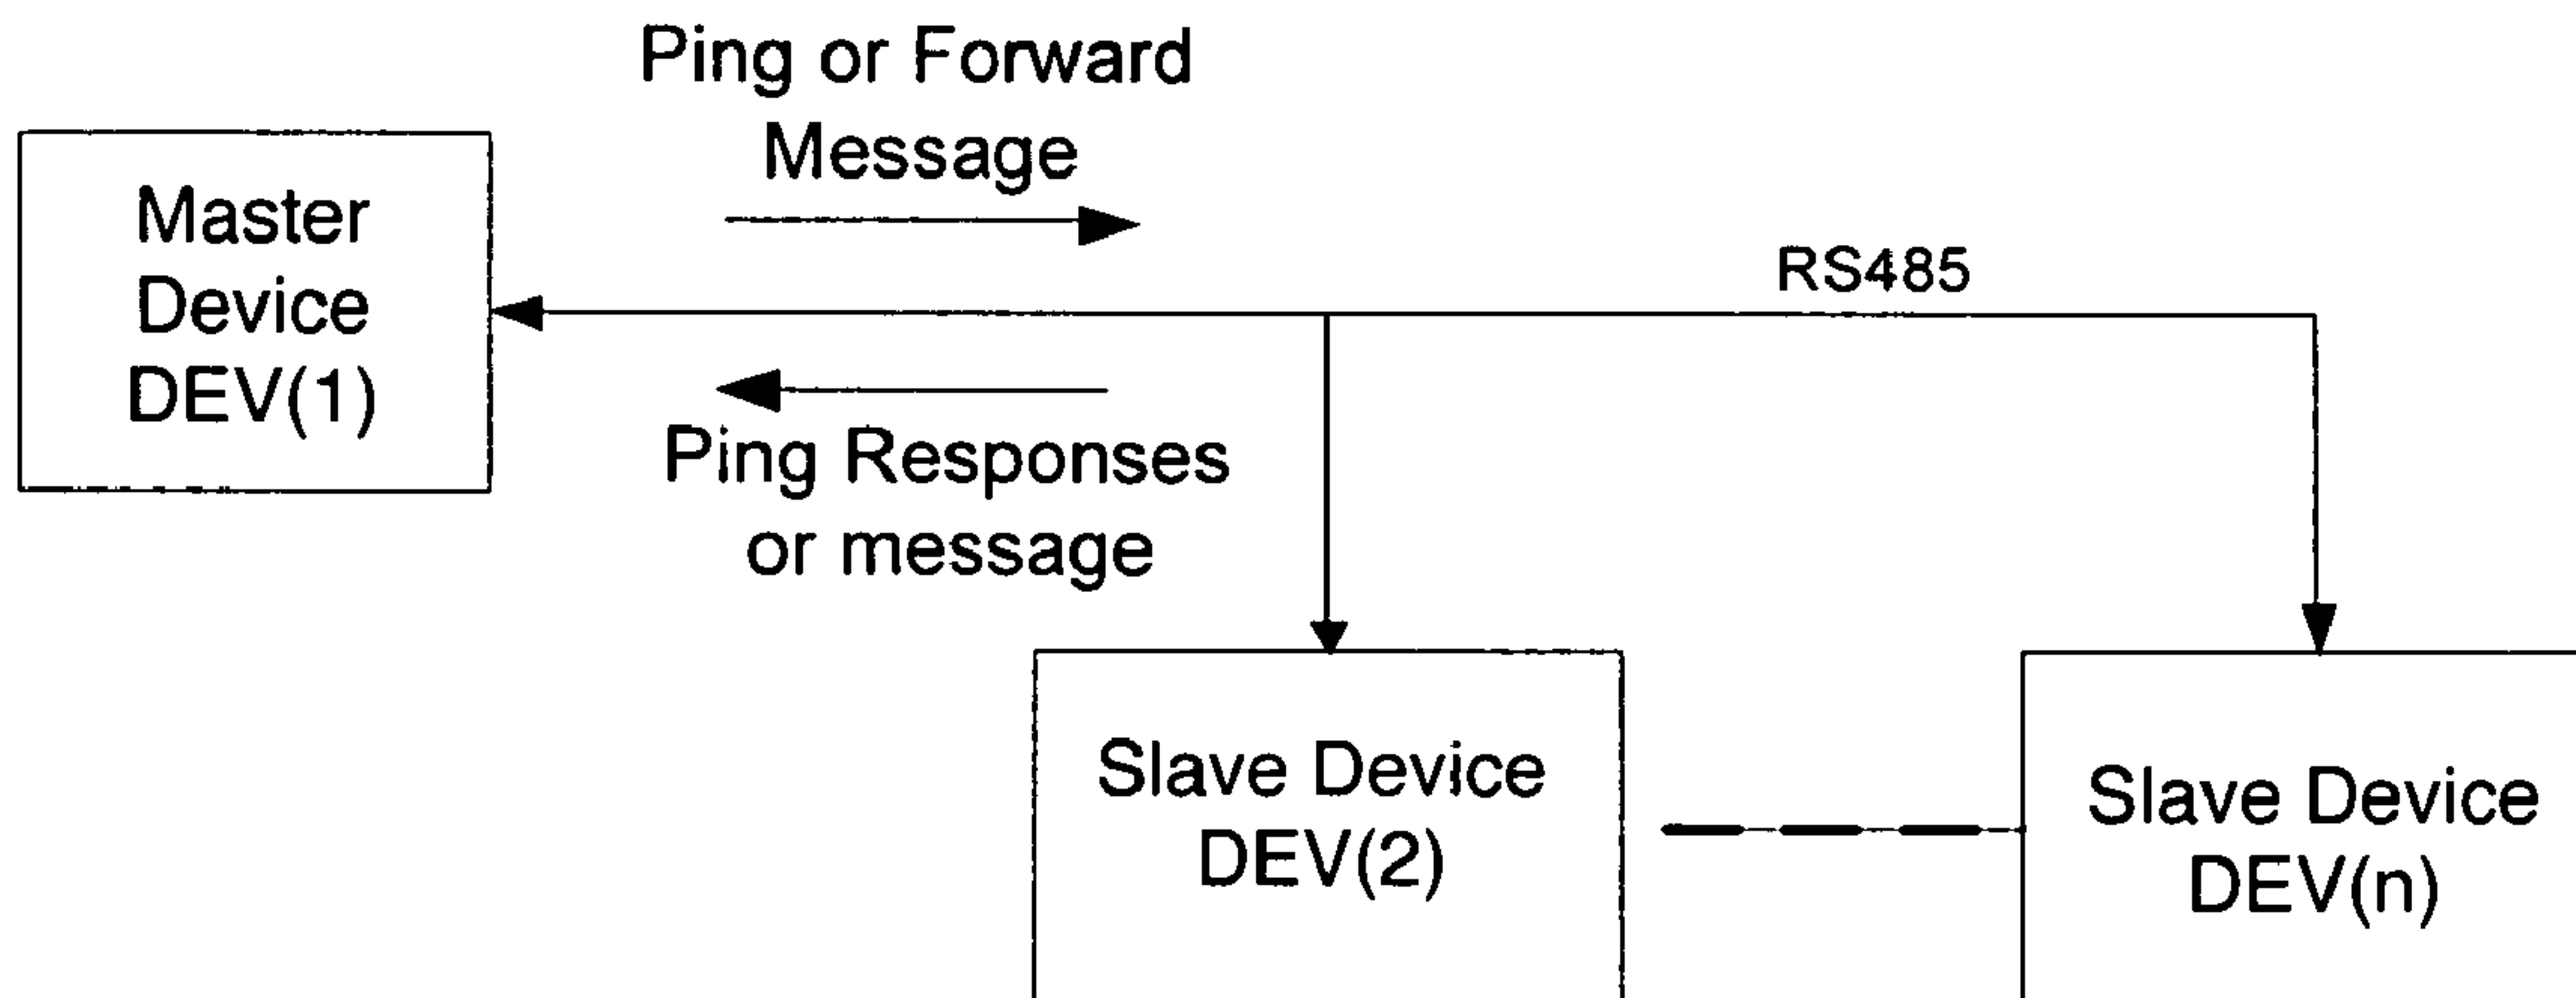 Ping or Forward
Message
Master
Device
DEV(1)
RS485
Ping Responses
or message
Slave Device
DEV(2)
Slave Device
DEV(n)